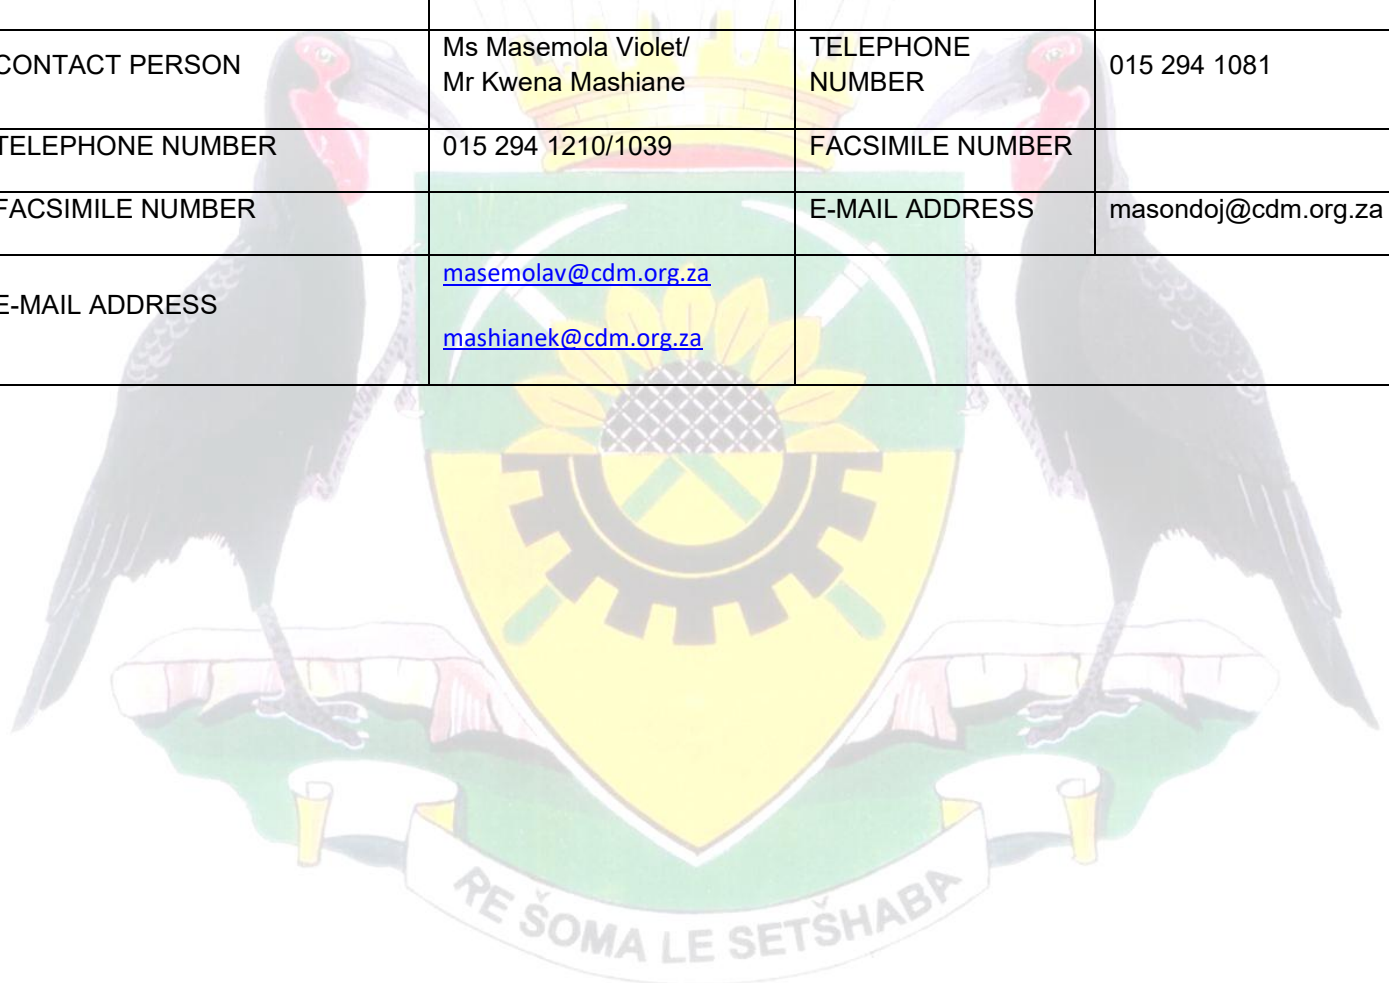 CONTACT PERSON
Ms Masemola Violet/
Mr Kwena Mashiane
TELEPHONE
NUMBER
015 294 1081
TELEPHONE NUMBER
015 294 1210/1039
FACSIMILE NUMBER
FACSIMILE NUMBER
E-MAIL ADDRESS
masondoj@cdm.org.za
E-MAIL ADDRESS
masemolav@cdm.org.za
mashianek@cdm.org.za
RE ŠOMA LE SETŠHABA